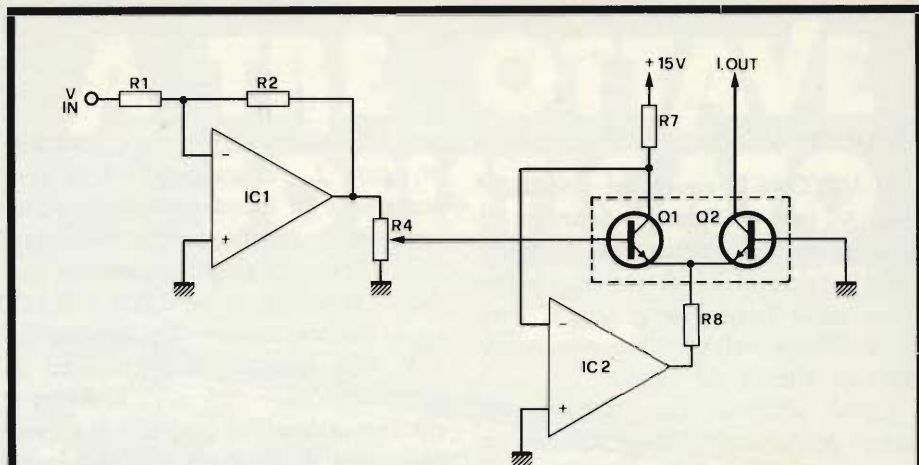 + 15V
I.OUT
V
IN
R1
R2
R7
-
IC1
+
R4
Q1
Q2
R8
-
IC2
+